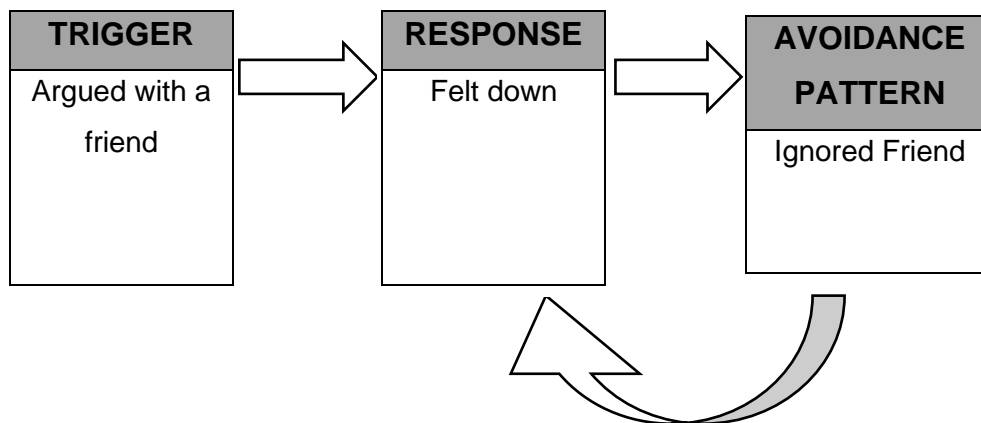 TRIGGER
Argued with a
friend
RESPONSE
Felt down
AVOIDANCE
PATTERN
Ignored Friend